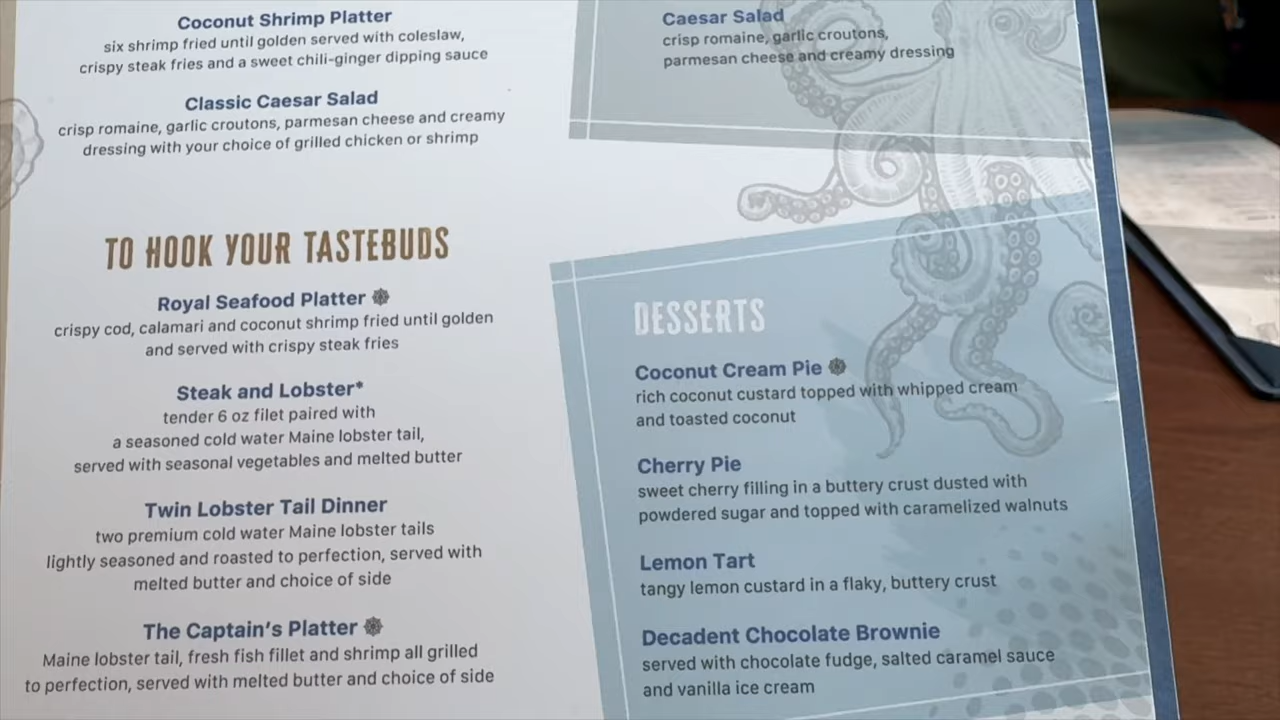 Coconut Shrimp Platter
six shrimp fried until golden served with coleslaw,
crispy steak fries and a sweet chili-ginger dipping sauce
Classic Caesar Salad
crisp romaine, garlic croutons, parmesan cheese and creamy
dressing with your choice of grilled chicken or shrimp
TO HOOK YOUR TASTEBUDS
Royal Seafood Platter
crispy cod, calamari and coconut shrimp fried until golden
and served with crispy steak fries
Steak and Lobster*
tender 6 oz filet paired with
a seasoned cold water Maine lobster tail,
served with seasonal vegetables and melted butter
Twin Lobster Tail Dinner
two premium cold water Maine lobster tails
lightly seasoned and roasted to perfection, served with
melted butter and choice of side
The Captain's Platter
Maine lobster tail, fresh fish fillet and shrimp all grilled
to perfection, served with melted butter and choice of side
Caesar Salad
crisp romaine, garlic croutons,
parmesan cheese and creamy dressing
DESSERTS
Coconut Cream Pie
rich coconut custard topped with whipped cream
and toasted coconut
Cherry Pie
sweet cherry filling in a buttery crust dusted with
powdered sugar and topped with caramelized walnuts
Lemon Tart
tangy lemon custard in a flaky, buttery crust
Decadent Chocolate Brownie
served with chocolate fudge, salted caramel sauce
and vanilla ice cream